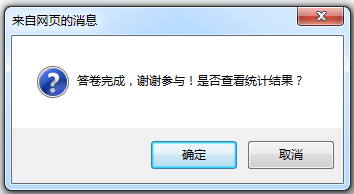 来自网页的消息
答卷完成，谢谢参与！是否查看统计结果？
确定
取消